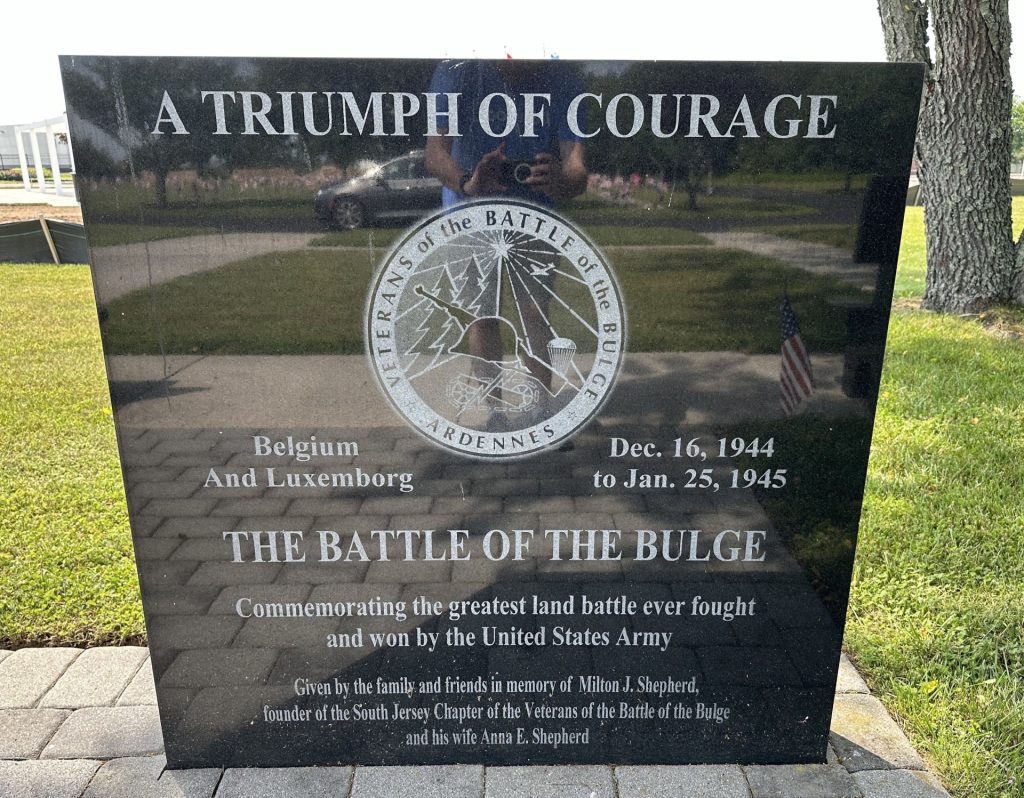 A TRIUMPH OF COURAGE
VETERANS of the BATTLE of the BULGE
· ARDENNES ·
Belgium
And Luxemborg
Dec. 16, 1944
to Jan. 25, 1945
THE BATTLE OF THE BULGE
Commemorating the greatest land battle ever fought
and won by the United States Army
Given by the family and friends in memory of Milton J. Shepherd,
founder of the South Jersey Chapter of the Veterans of the Battle of the Bulge
and his wife Anna E. Shepherd